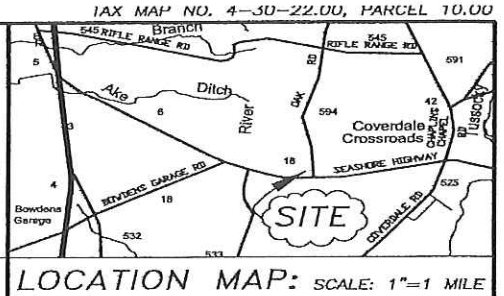 TAX MAP NO. 4-30-22.00, PARCEL 10.00
545 RIFLE RANGE RD
Branch
545
RIFLE RANGE RD
5
591
Ake
Ditch
OAK RD
6
River
594
42
CHAPLINS CHAPEL RD
Tussocky
Coverdale
Crossroads
3
18
SEASHORE HIGHWAY
BOWDENS GARAGE RD
4
18
SITE
COVERDALE RD
525
Bowdens
Garage
532
533
LOCATION MAP: SCALE: 1"=1 MILE